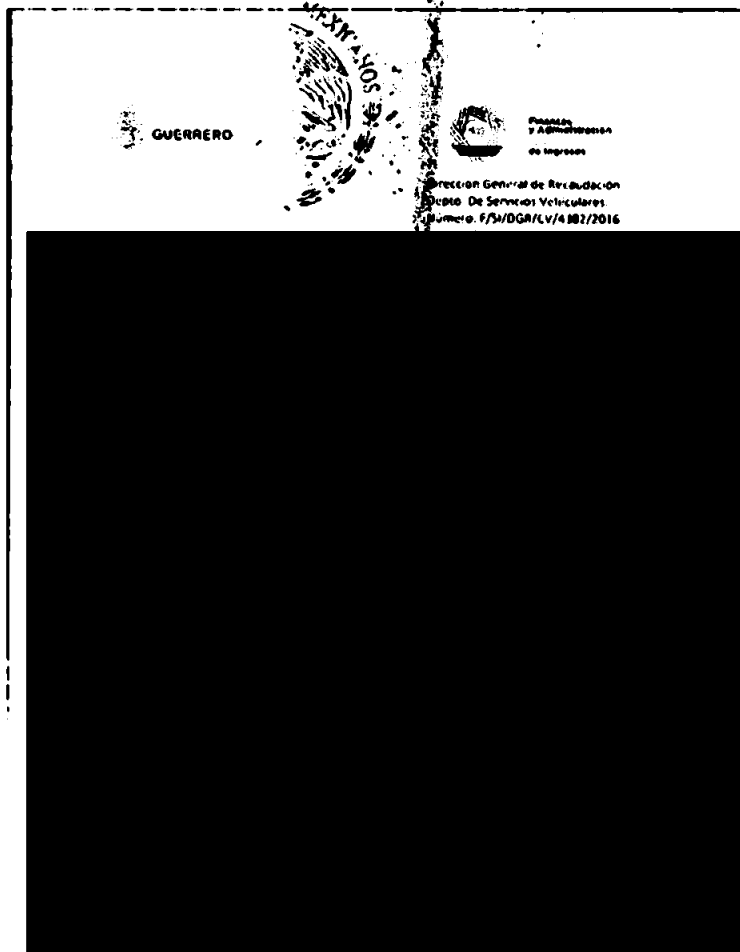 MEXICANOS
GUERRERO
Finanzas
y Administración
de Ingresos
Dirección General de Recaudación
Depto. De Servicios Vehiculares.
Número. F/SI/DGR/CV/4382/2016